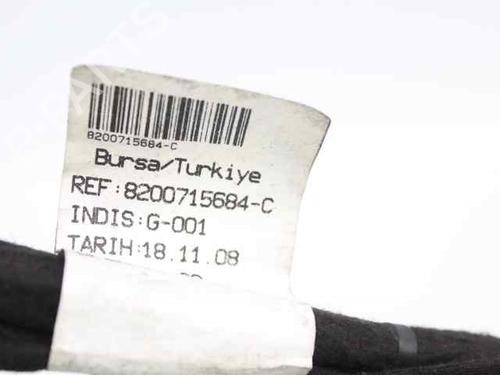 8200715684-C
Bursa/Turkiye
REF:8200715684-C
INDIS:G-001
TARIH:18.11.08